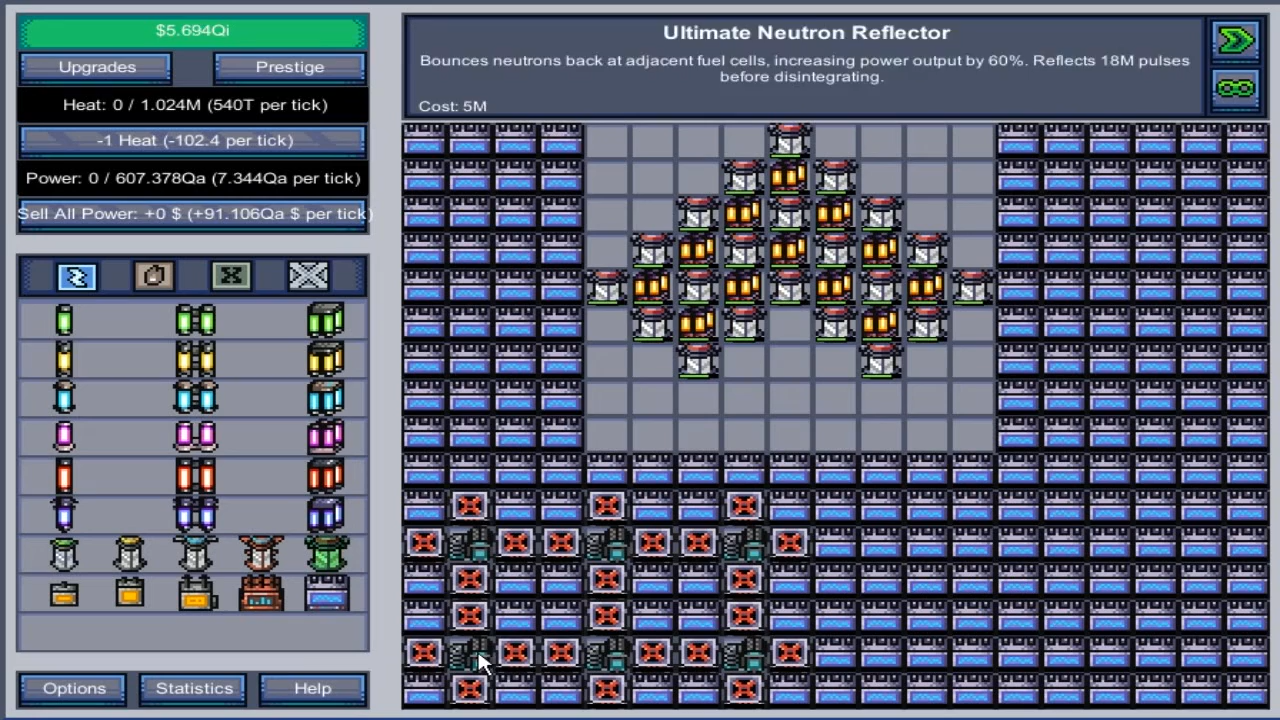 $5.694Qi
Upgrades
Prestige
Heat: 0 / 1.024M (540T per tick)
-1 Heat (-102.4 per tick)
Power: 0 / 607.378Qa (7.344Qa per tick)
Sell All Power: +0 $ (+91.106Qa $ per tick)
Options
Statistics
Help
Ultimate Neutron Reflector
Bounces neutrons back at adjacent fuel cells, increasing power output by 60%. Reflects 18M pulses
before disintegrating.
Cost: 5M